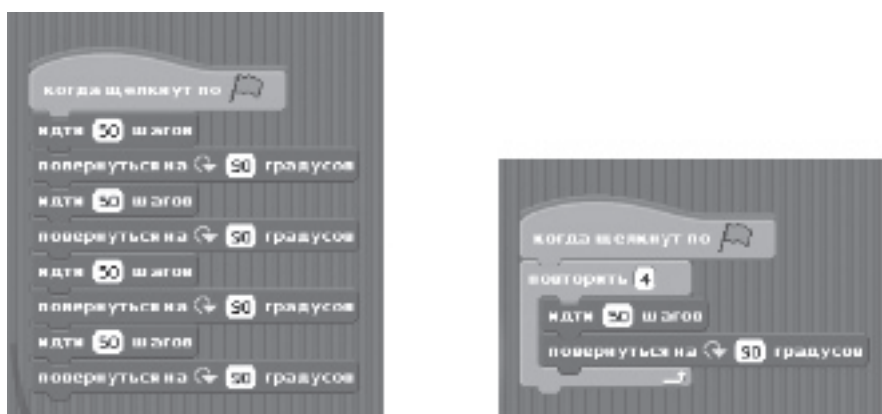 когда щелкнут по
идти 50 шагов
повернуться на 90 градусов
идти 50 шагов
повернуться на 90 градусов
идти 50 шагов
повернуться на 90 градусов
идти 50 шагов
повернуться на 90 градусов
когда щелкнут по
повторить 4
идти 50 шагов
повернуться на 90 градусов